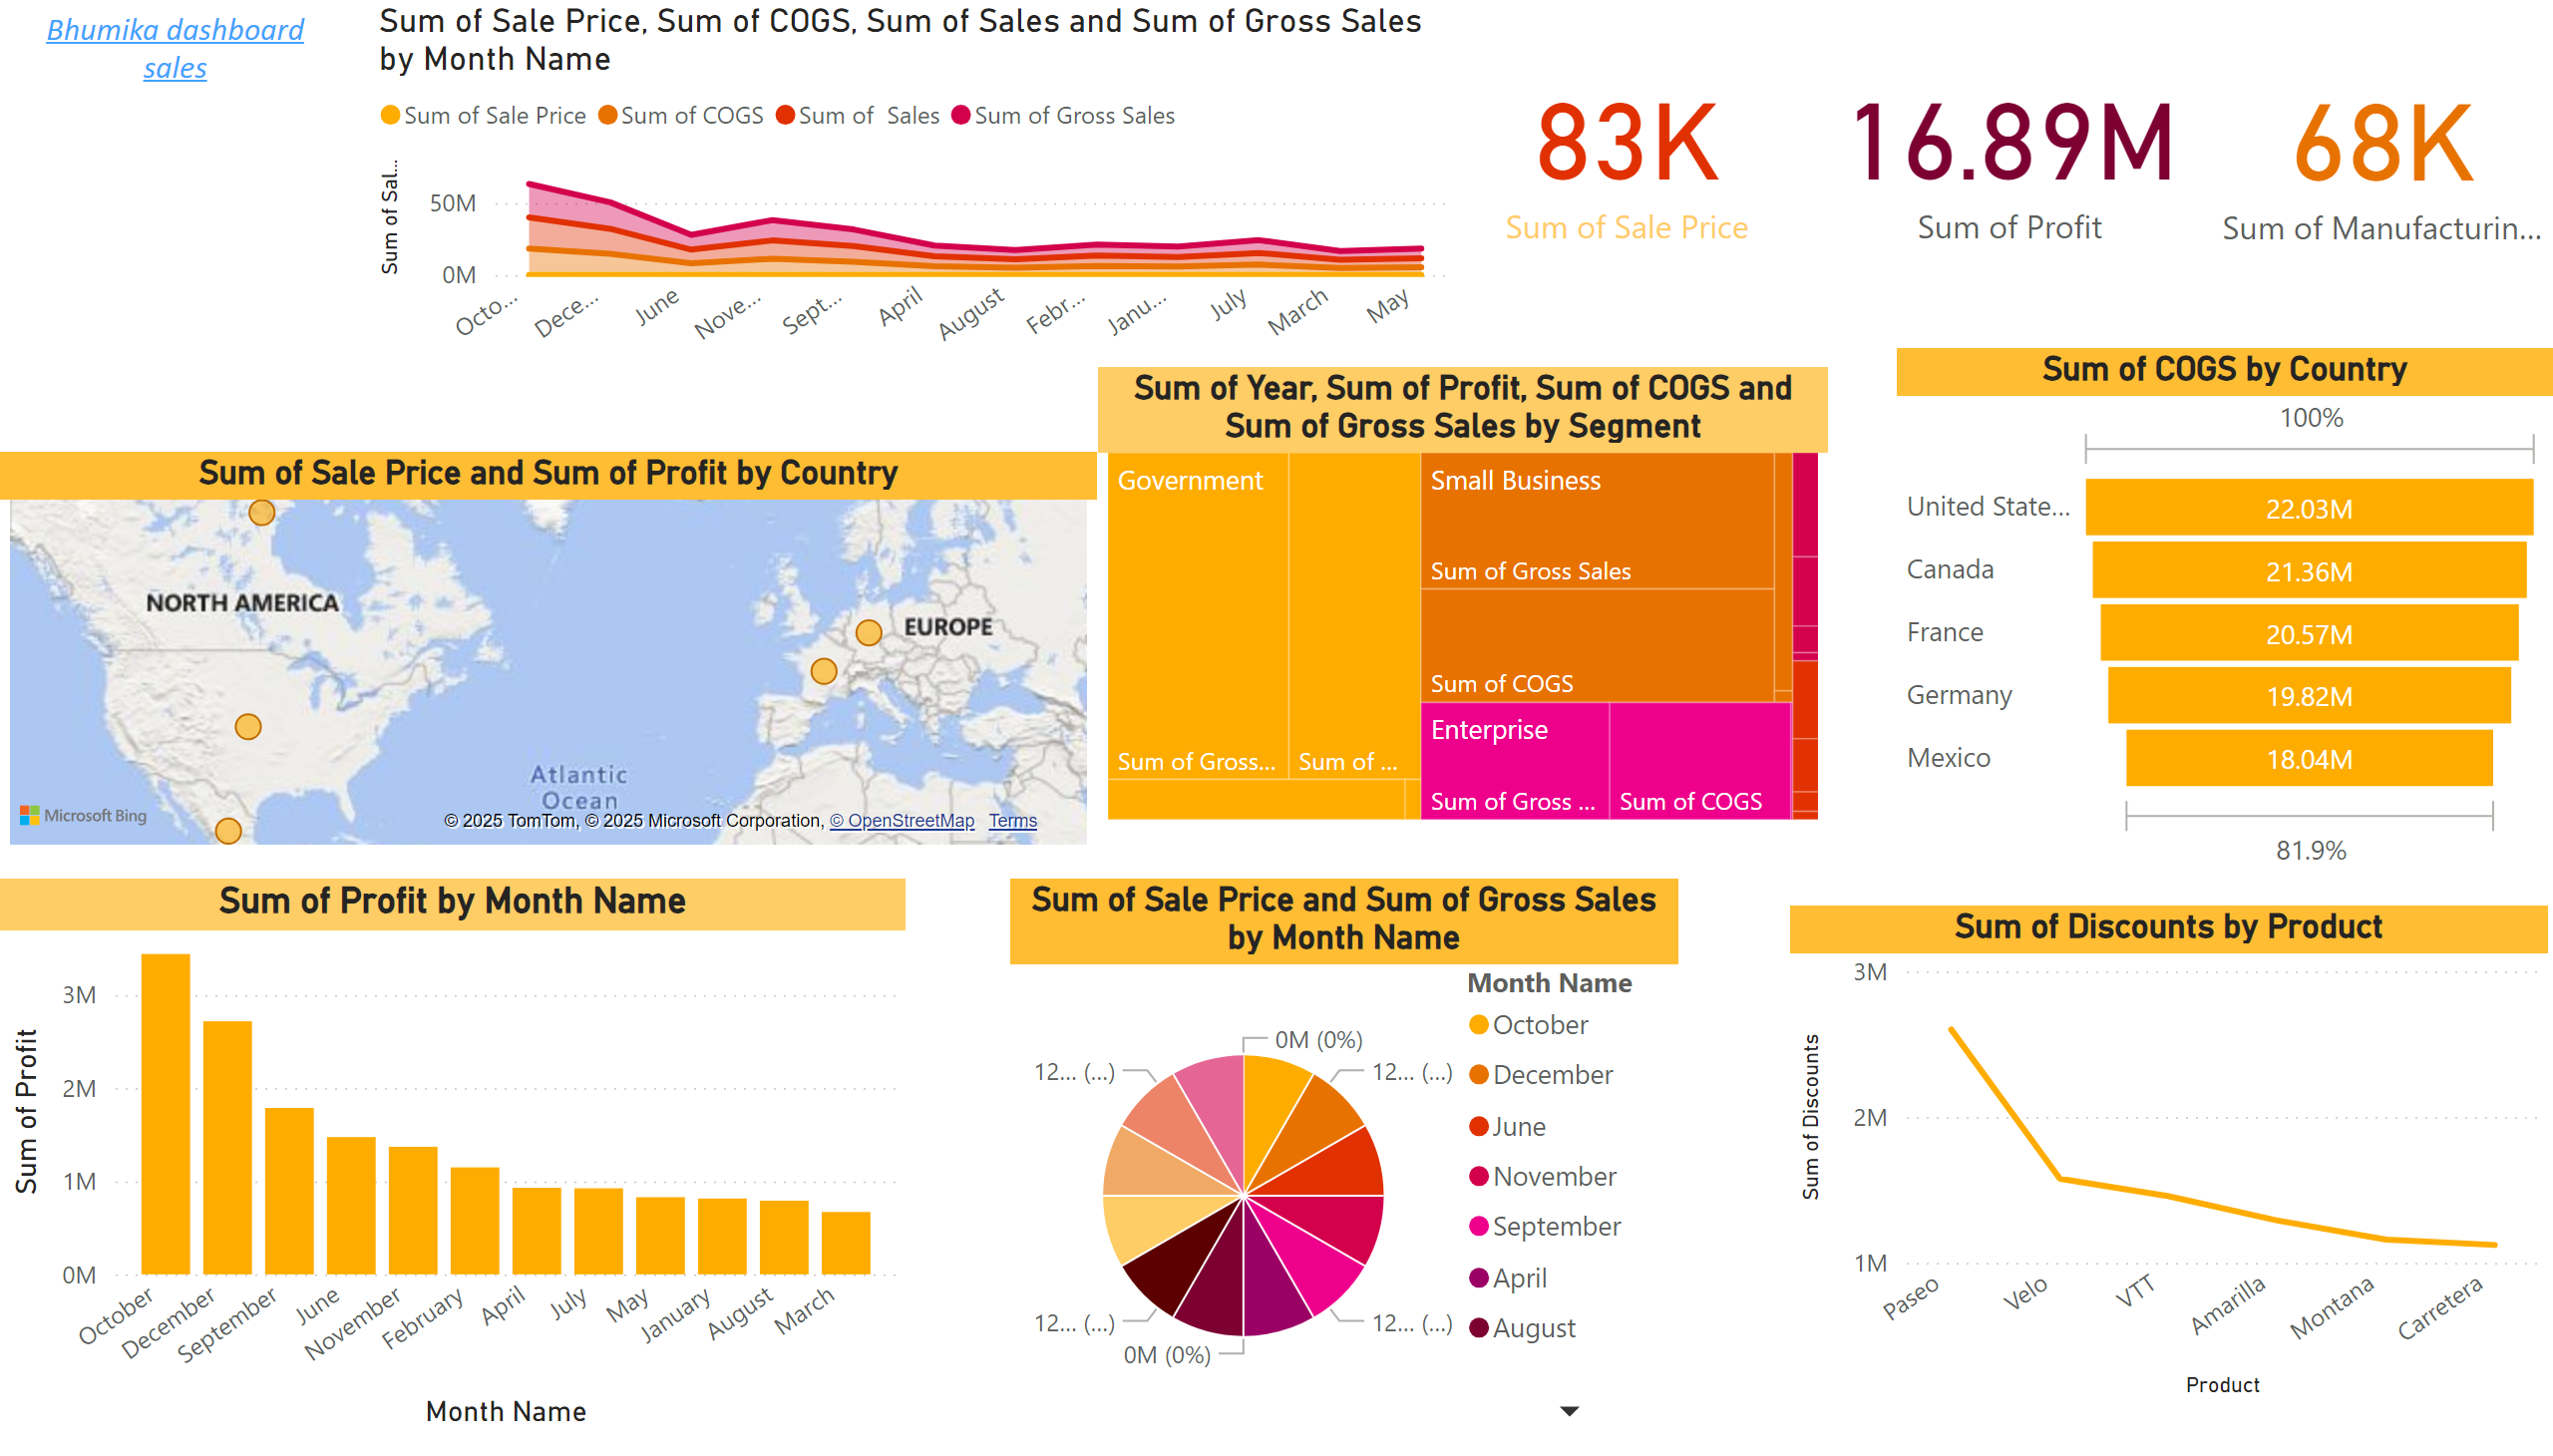 Bhumika dashboard
sales
Sum of Sale Price, Sum of COGS, Sum of Sales and Sum of Gross Sales
by Month Name
Sum of Sale Price Sum of COGS Sum of Sales Sum of Gross Sales
Sum of Sal...
50M
0M
Octo... Dece... June Nove... Sept... April August Febr... Janu... July March May
83K
Sum of Sale Price
16.89M
Sum of Profit
68K
Sum of Manufacturin...
Sum of Sale Price and Sum of Profit by Country
NORTH AMERICA
EUROPE
Atlantic
Ocean
Microsoft Bing
© 2025 TomTom, © 2025 Microsoft Corporation, © OpenStreetMap Terms
Sum of Year, Sum of Profit, Sum of COGS and
Sum of Gross Sales by Segment
Government
Sum of Gross... Sum of ...
Small Business
Sum of Gross Sales
Sum of COGS
Enterprise
Sum of Gross ... Sum of COGS
Sum of COGS by Country
100%
United State... 22.03M
Canada 21.36M
France 20.57M
Germany 19.82M
Mexico 18.04M
81.9%
Sum of Profit by Month Name
Sum of Profit
3M
2M
1M
0M
October December September June November February April July May January August March
Month Name
Sum of Sale Price and Sum of Gross Sales
by Month Name
0M (0%)
12... (...)
12... (...)
12... (...)
12... (...)
0M (0%)
Month Name
October
December
June
November
September
April
August
Sum of Discounts by Product
Sum of Discounts
3M
2M
1M
Paseo Velo VTT Amarilla Montana Carretera
Product